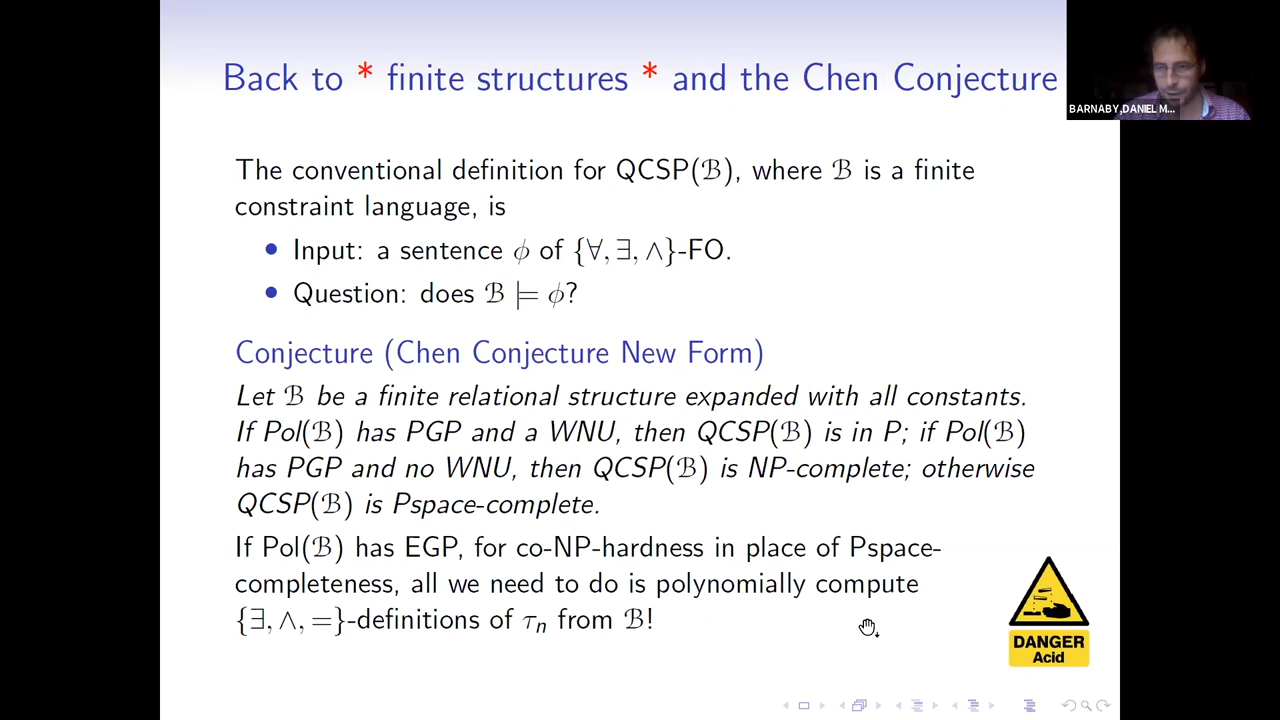 Back to * finite structures * and the Chen Conjecture
BARNABY,DANIEL M...
The conventional definition for QCSP(ℬ), where ℬ is a finite
constraint language, is
• Input: a sentence ϕ of {∀, ∃, ∧}-FO.
• Question: does ℬ ⊨ ϕ?
Conjecture (Chen Conjecture New Form)
Let ℬ be a finite relational structure expanded with all constants.
If Pol(ℬ) has PGP and a WNU, then QCSP(ℬ) is in P; if Pol(ℬ)
has PGP and no WNU, then QCSP(ℬ) is NP-complete; otherwise
QCSP(ℬ) is Pspace-complete.
If Pol(ℬ) has EGP, for co-NP-hardness in place of Pspace-
completeness, all we need to do is polynomially compute
{∃, ∧, =}-definitions of τₙ from ℬ!
DANGER
Acid